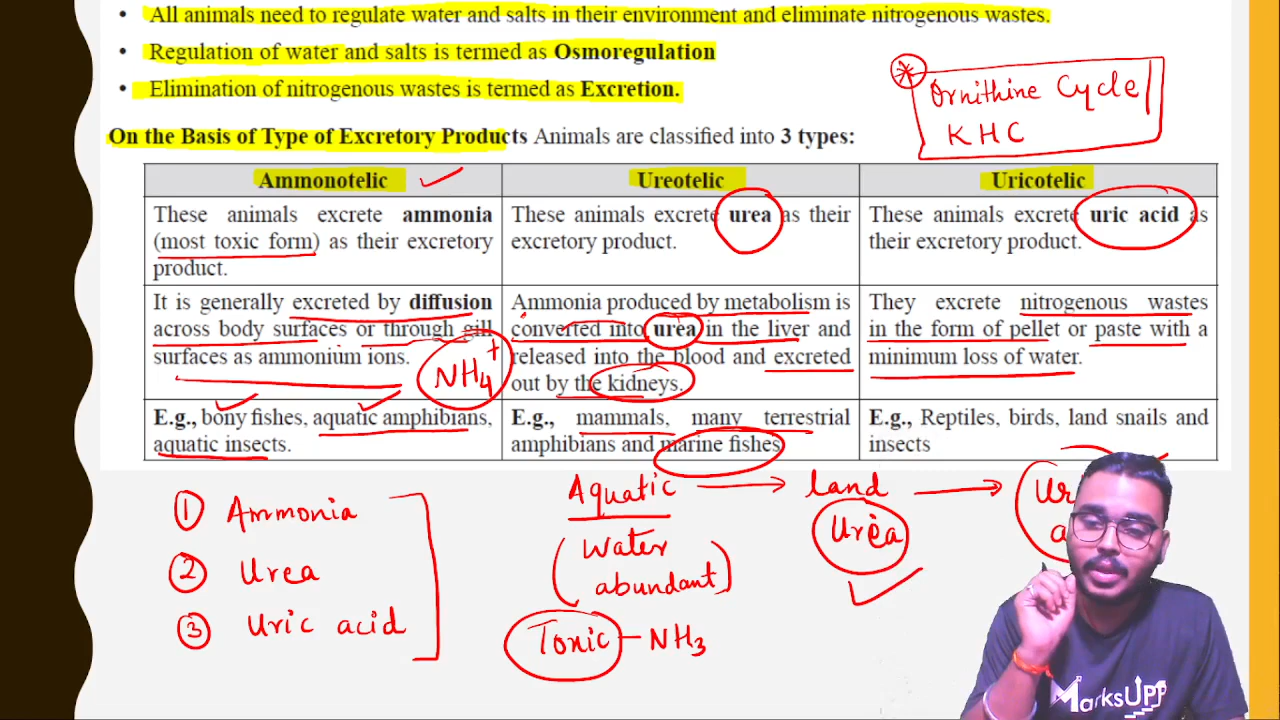 • All animals need to regulate water and salts in their environment and eliminate nitrogenous wastes.
• Regulation of water and salts is termed as Osmoregulation
• Elimination of nitrogenous wastes is termed as Excretion.
Ornithine Cycle
KHC
On the Basis of Type of Excretory Products Animals are classified into 3 types:
Ammonotelic
These animals excrete ammonia
(most toxic form) as their excretory
product.
It is generally excreted by diffusion
across body surfaces or through gill
surfaces as ammonium ions.
NH4+
E.g., bony fishes, aquatic amphibians,
aquatic insects.
Ureotelic
These animals excrete urea as their
excretory product.
Ammonia produced by metabolism is
converted into urea in the liver and
released into the blood and excreted
out by the kidneys.
E.g., mammals, many terrestrial
amphibians and marine fishes
Uricotelic
These animals excrete uric acid as
their excretory product.
They excrete nitrogenous wastes
in the form of pellet or paste with a
minimum loss of water.
E.g., Reptiles, birds, land snails and
insects
① Ammonia
② Urea
③ Uric acid
Aquatic → land →
(Water
abundant)
Urea
Toxic - NH3
MarksUPP